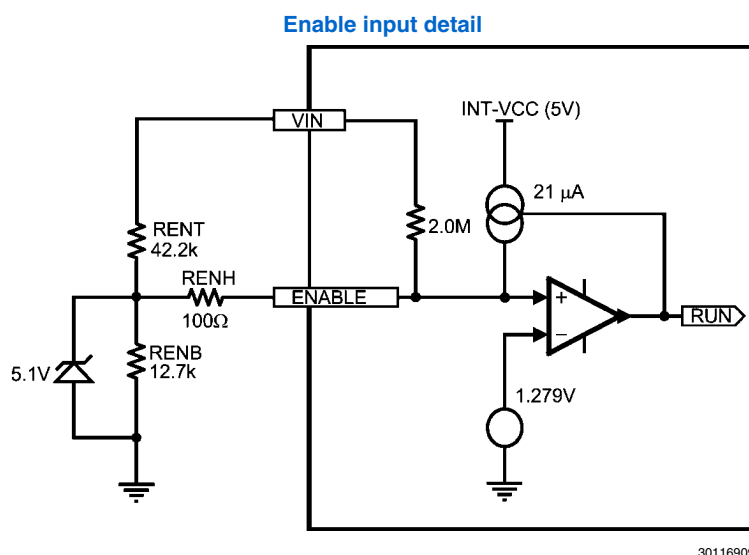 Enable input detail
VIN
INT-VCC (5V)
21 µA
2.0M
RENT
42.2k
RENH
100Ω
ENABLE
RUN
RENB
12.7k
5.1V
1.279V
+
−